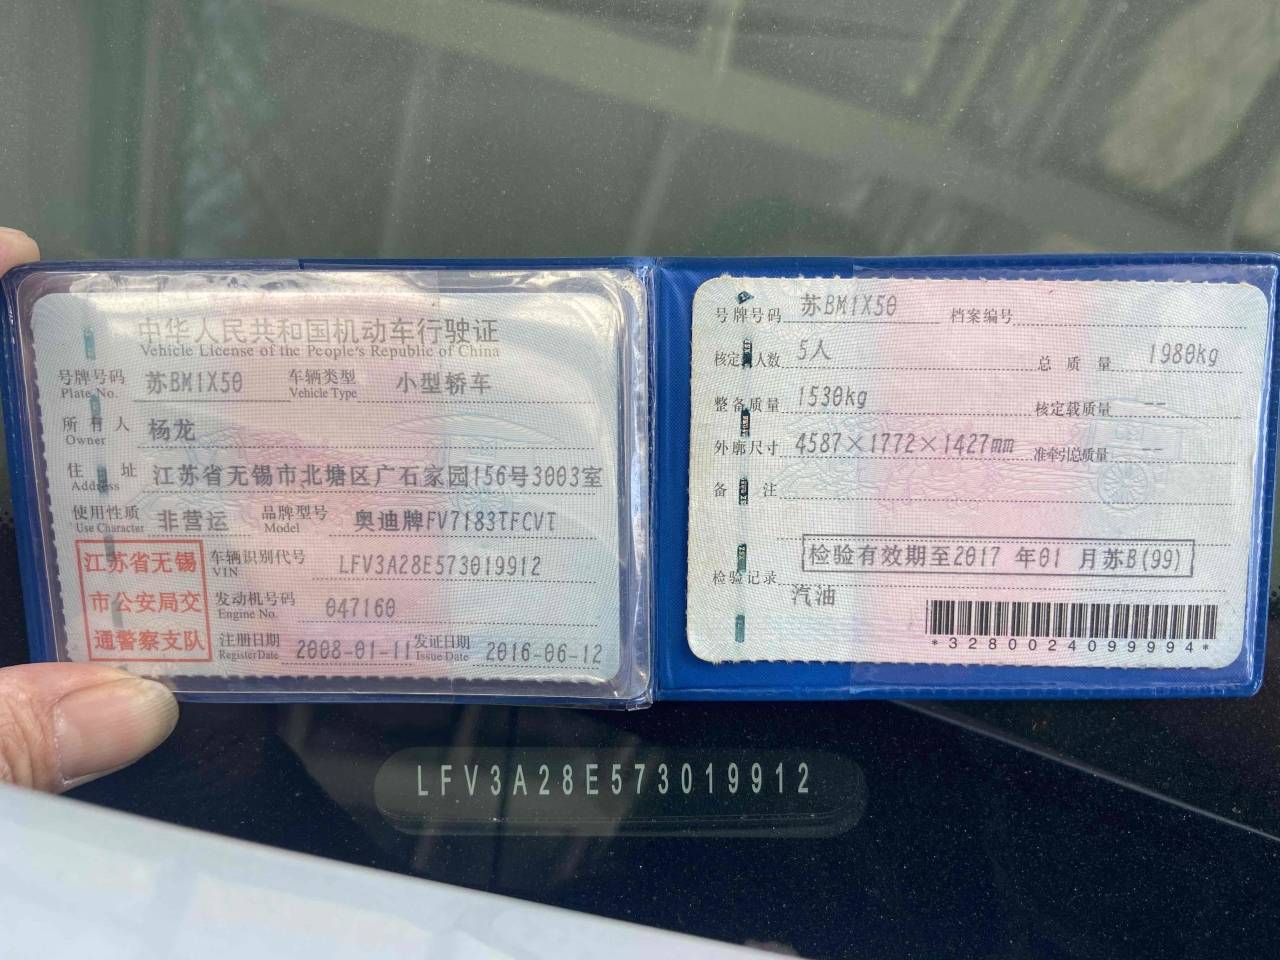 中华人民共和国机动车行驶证
Vehicle License of the People's Republic of China
号牌号码 Plate No. 苏BM1X50 车辆类型 Vehicle Type 小型轿车
所有人 Owner 杨龙
住址 Address 江苏省无锡市北塘区广石家园156号3003室
使用性质 Use Character 非营运 品牌型号 Model 奥迪牌FV7183TFCVT
江苏省无锡
市公安局交
通警察支队
车辆识别代号 VIN LFV3A28E573019912
发动机号码 Engine No. 047160
注册日期 Register Date 2008-01-11 发证日期 Issue Date 2016-06-12
号牌号码 苏BM1X50 档案编号
核定人数 5人 总质量 1980kg
整备质量 1530kg 核定载质量 --
外廓尺寸 4587×1772×1427mm 准牵引总质量 --
备注
检验有效期至2017 年01 月苏B(99)
检验记录
汽油
*3280024099994*
LFV3A28E573019912